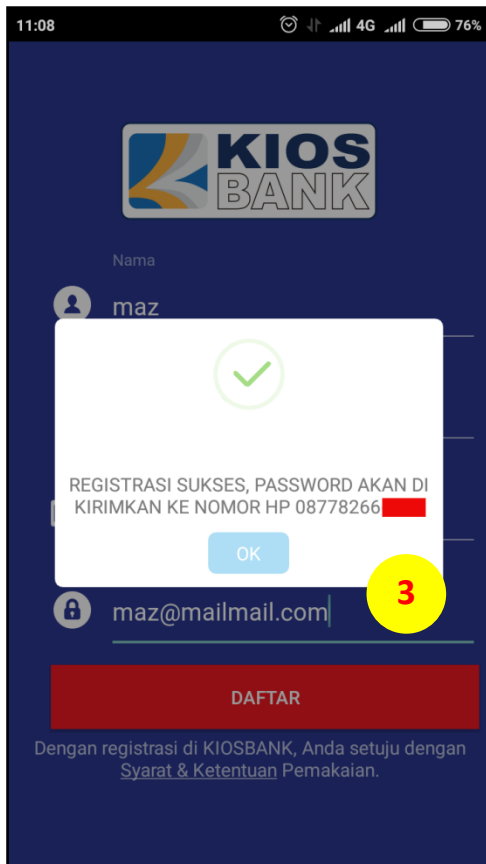 11:08
4G
76%
KIOS
BANK
Nama
maz
REGISTRASI SUKSES, PASSWORD AKAN DI
KIRIMKAN KE NOMOR HP 08778266
OK
3
maz@mailmail.com
DAFTAR
Dengan registrasi di KIOSBANK, Anda setuju dengan
Syarat & Ketentuan Pemakaian.